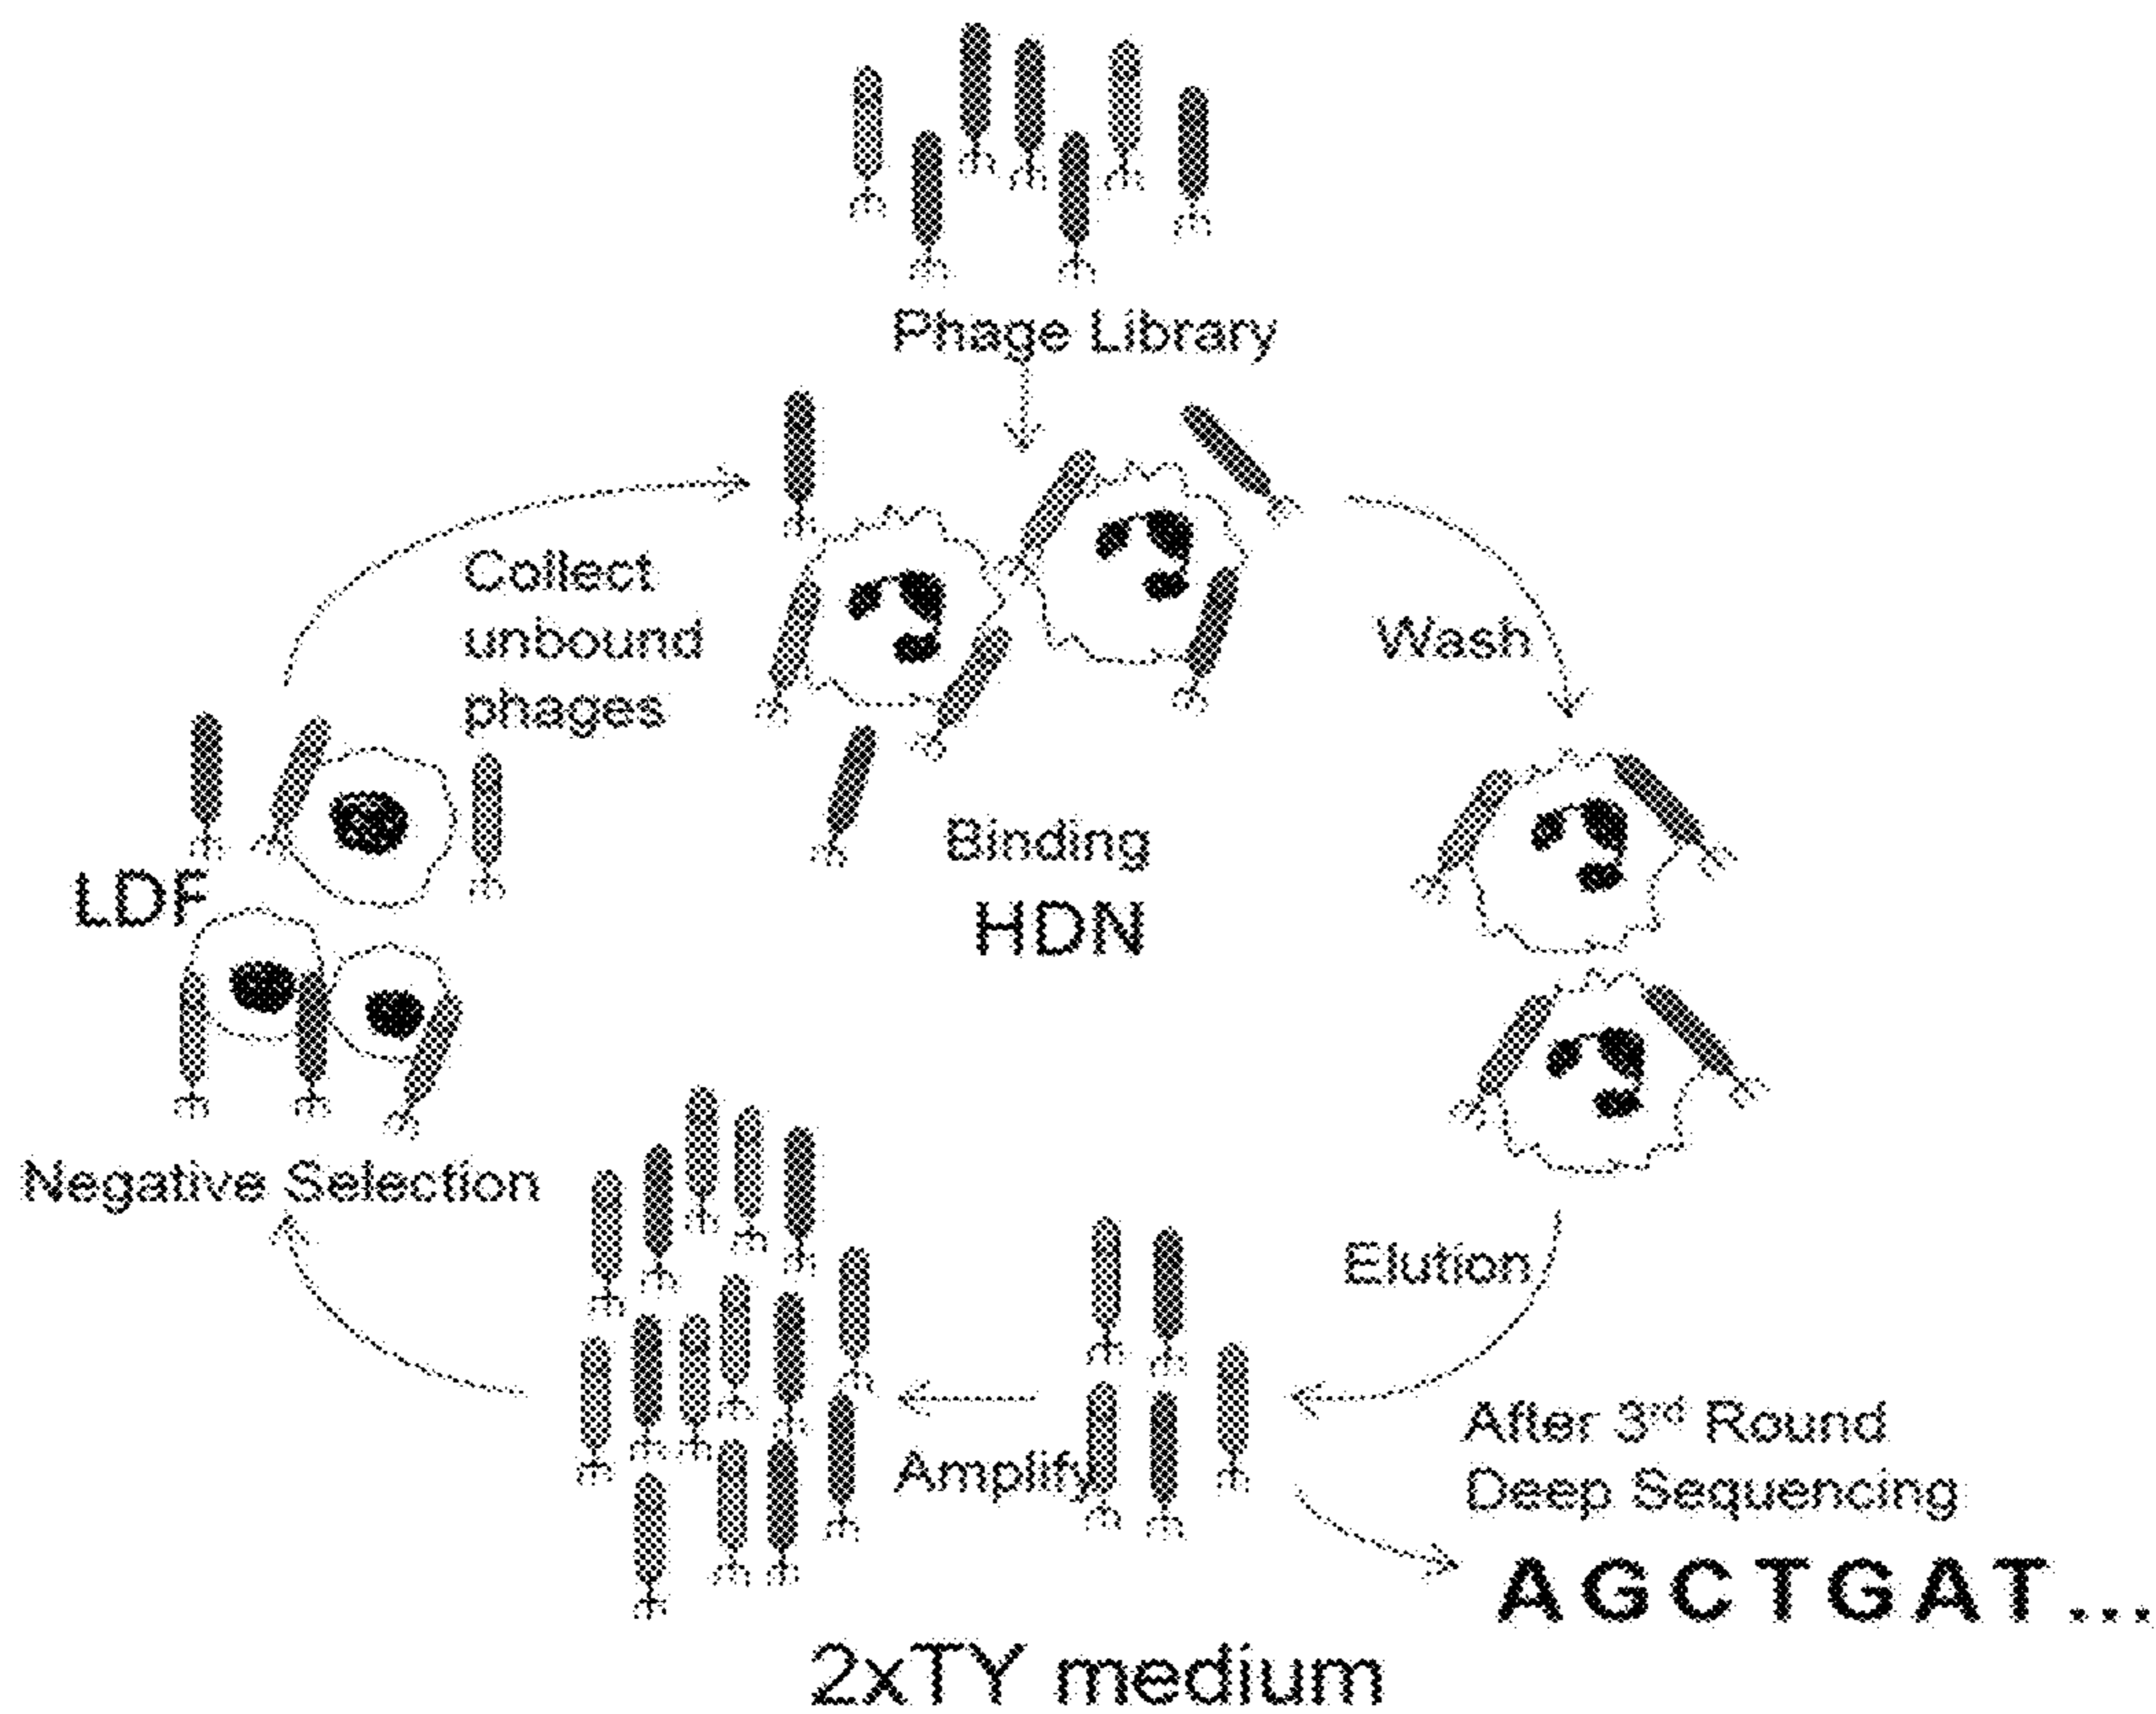 Phage Library
Collect
unbound
phages
Wash
LDF
Binding
HDN
Negative Selection
Elution
Amplify
After 3rd Round
Deep Sequencing
AGCTGAT...
2xTY medium